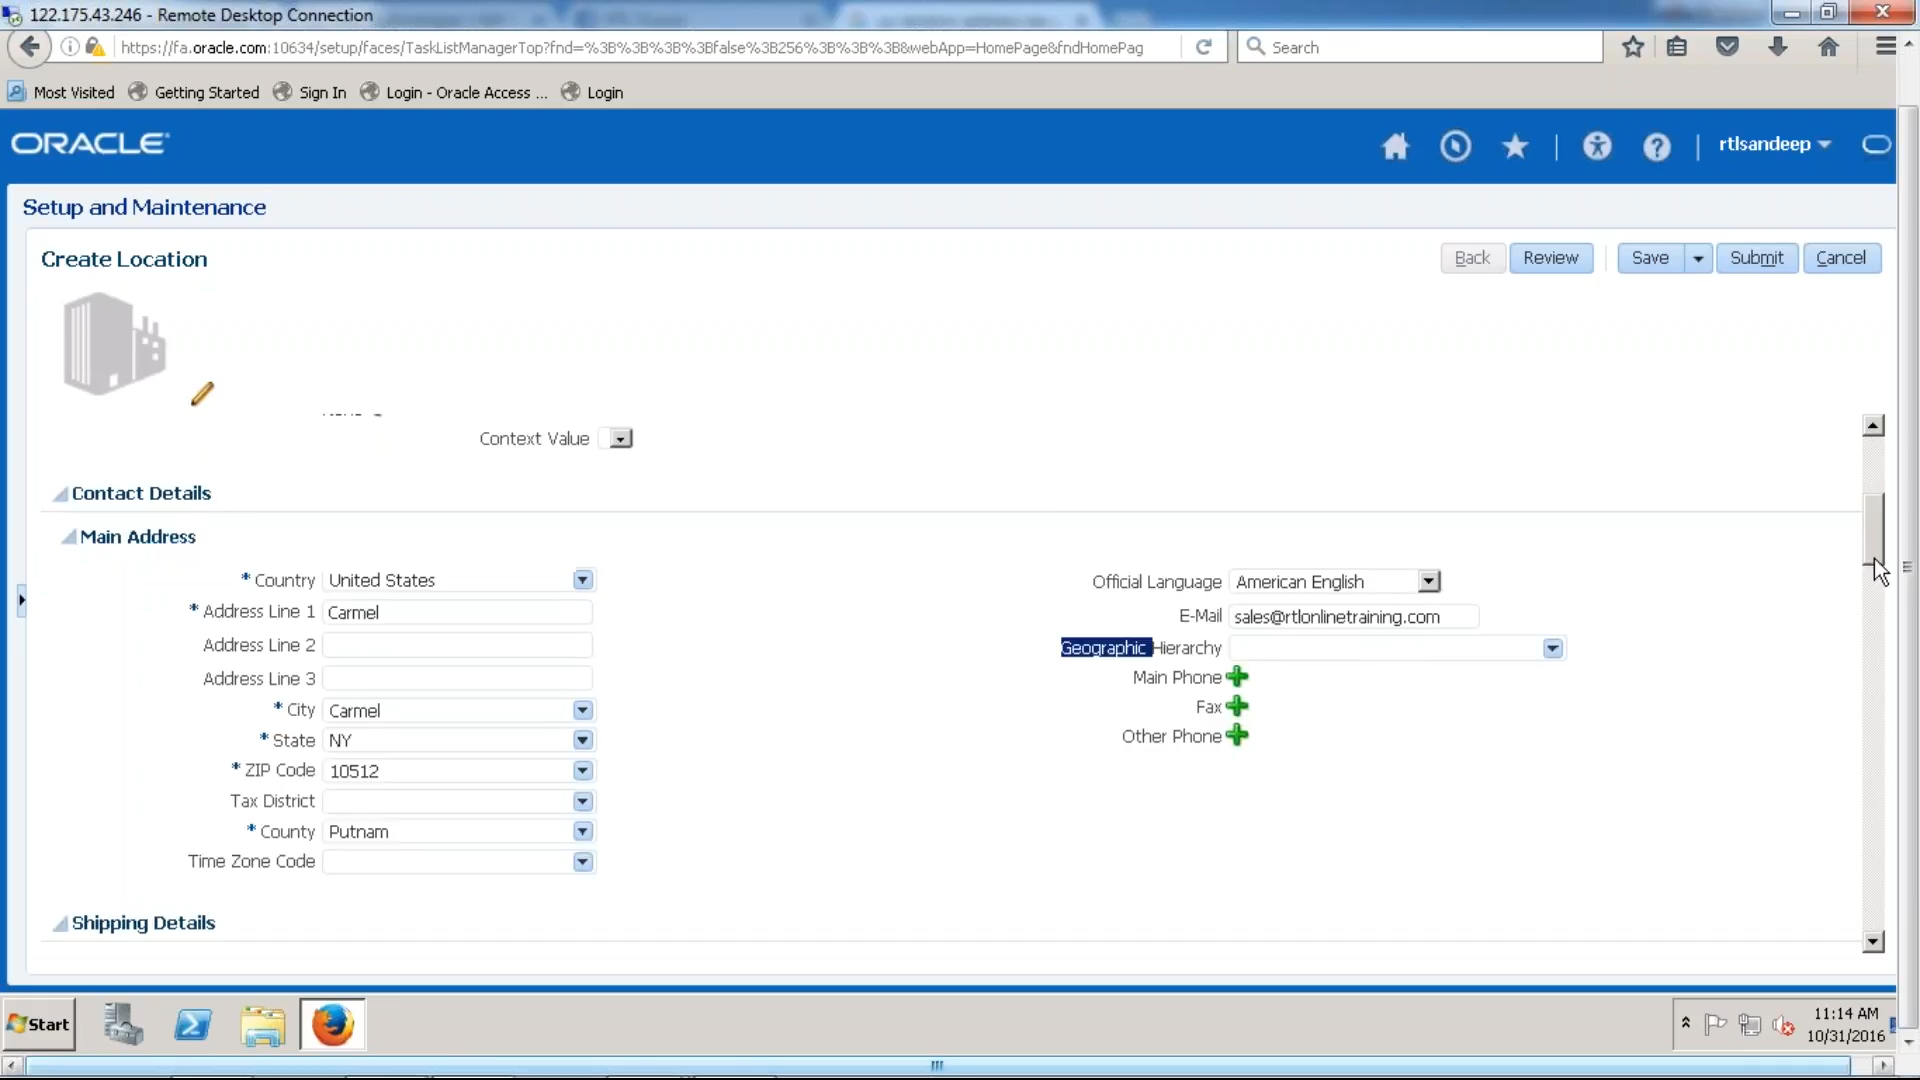 122.175.43.246 - Remote Desktop Connection
https://fa.oracle.com:10634/setup/faces/TaskListManagerTop?fnd=%3B%3B%3B%3Bfalse%3B256%3B%3B%3B&webApp=HomePage&fndHomePag
Search
Most Visited Getting Started Sign In Login - Oracle Access ... Login
ORACLE
rtlsandeep
Setup and Maintenance
Create Location
Back Review Save Submit Cancel
Context Value
Contact Details
Main Address
* Country United States
* Address Line 1 Carmel
Address Line 2
Address Line 3
* City Carmel
* State NY
* ZIP Code 10512
Tax District
* County Putnam
Time Zone Code
Official Language American English
E-Mail sales@rtlonlinetraining.com
Geographic Hierarchy
Main Phone
Fax
Other Phone
Shipping Details
Start
11:14 AM
10/31/2016